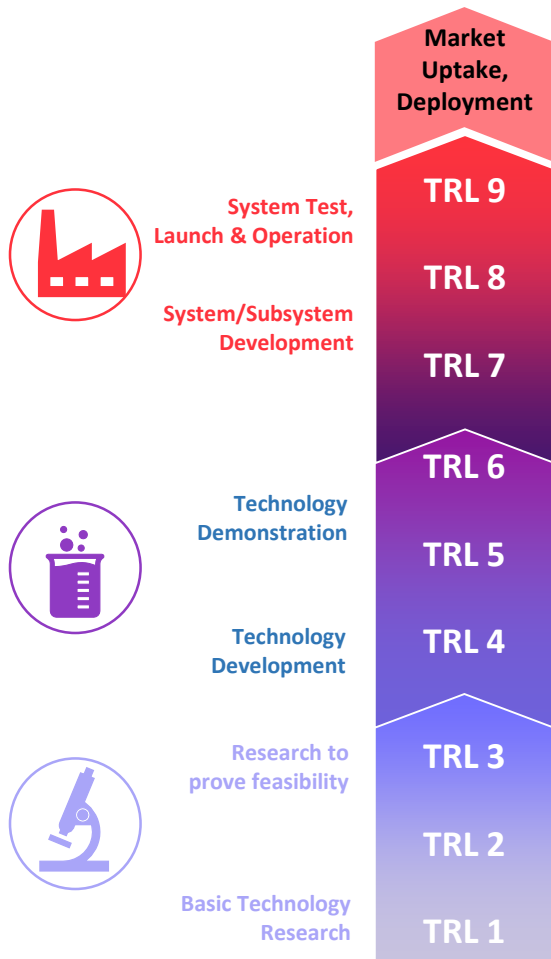 Market
Uptake,
Deployment
TRL 9
System Test,
Launch & Operation
TRL 8
System/Subsystem
Development
TRL 7
TRL 6
Technology
Demonstration
TRL 5
Technology
Development
TRL 4
Research to
prove feasibility
TRL 3
TRL 2
Basic Technology
Research
TRL 1